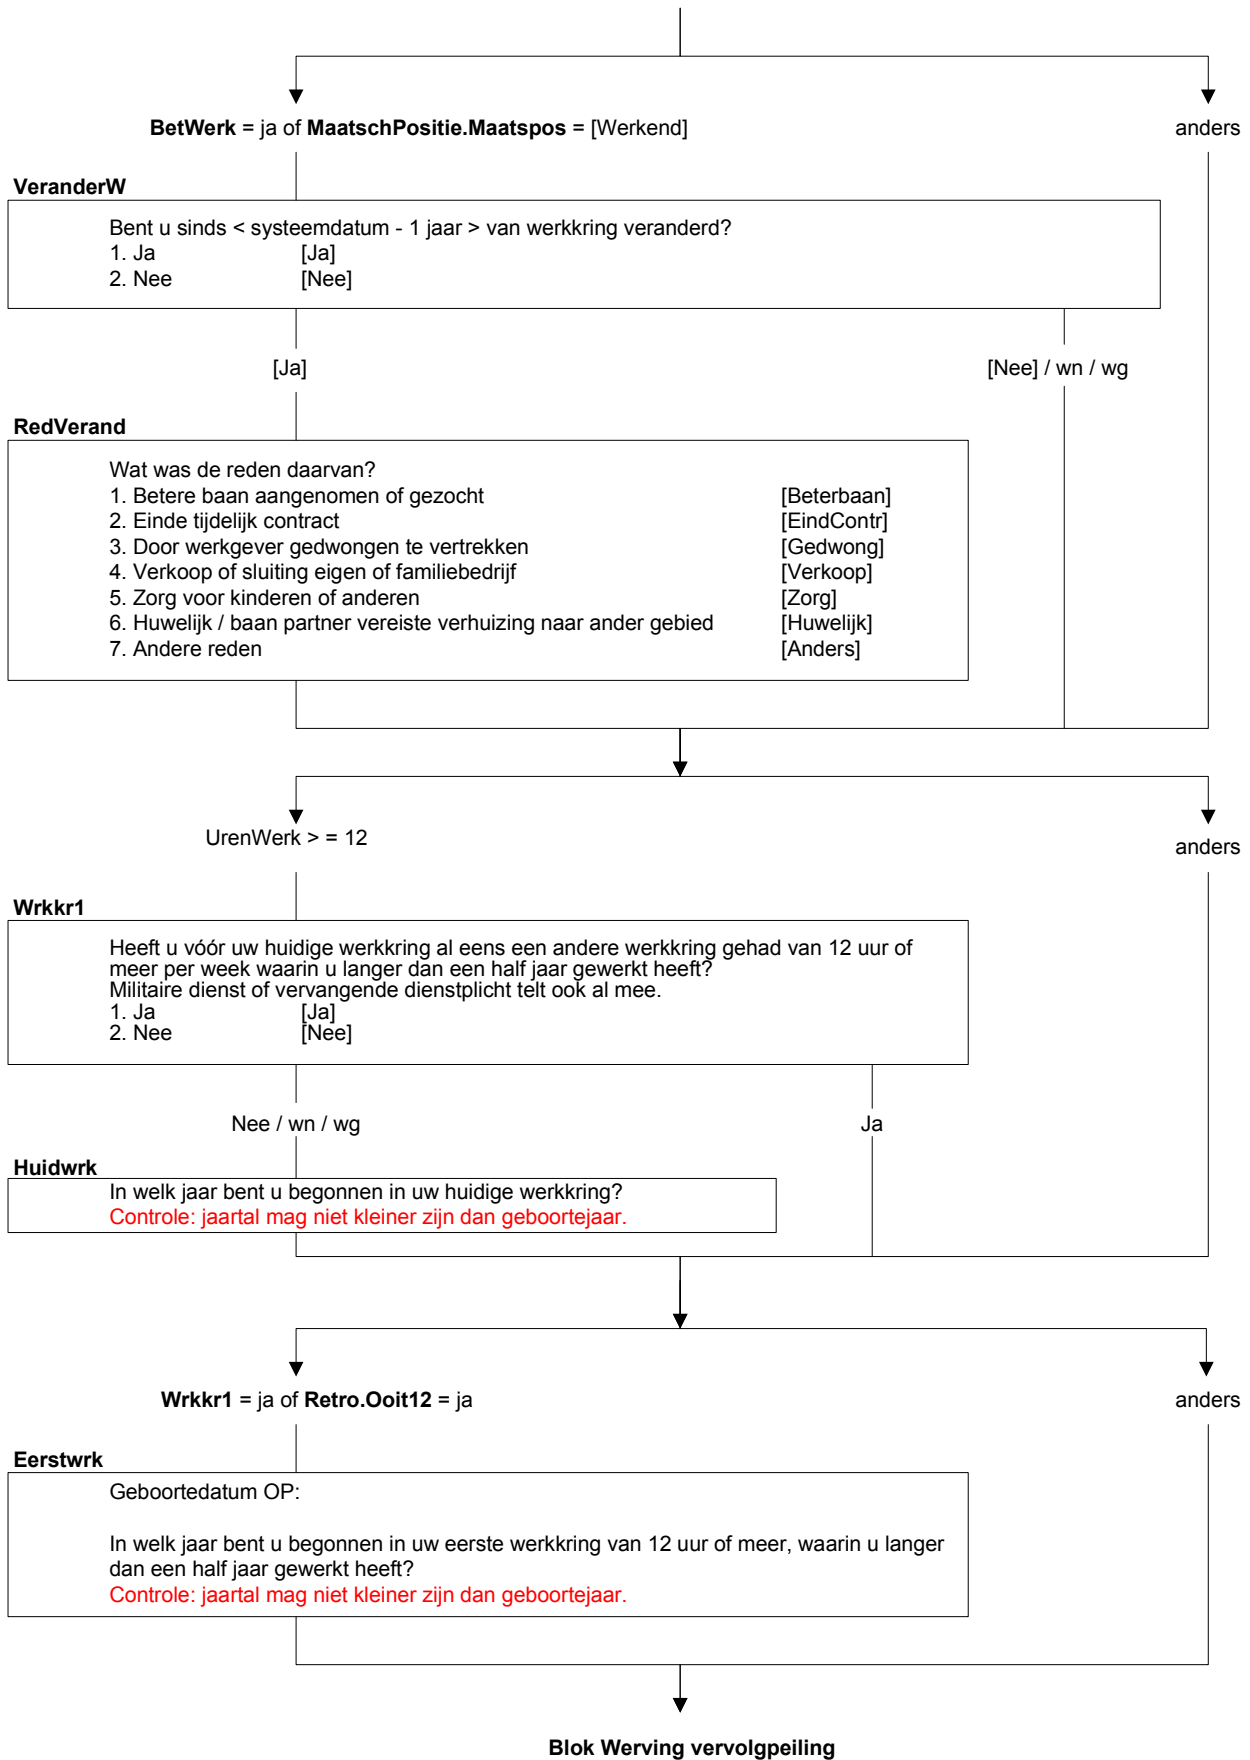 BetWerk = ja of MaatschPositie.Maatspos = [Werkend] anders
VeranderW
Bent u sinds < systeemdatum - 1 jaar > van werkkring veranderd?
1. Ja [Ja]
2. Nee [Nee]
[Ja] [Nee] / wn / wg
RedVerand
Wat was de reden daarvan?
1. Betere baan aangenomen of gezocht [Beterbaan]
2. Einde tijdelijk contract [EindContr]
3. Door werkgever gedwongen te vertrekken [Gedwong]
4. Verkoop of sluiting eigen of familiebedrijf [Verkoop]
5. Zorg voor kinderen of anderen [Zorg]
6. Huwelijk / baan partner vereiste verhuizing naar ander gebied [Huwelijk]
7. Andere reden [Anders]
UrenWerk > = 12 anders
Wrkkr1
Heeft u vóór uw huidige werkkring al eens een andere werkkring gehad van 12 uur of
meer per week waarin u langer dan een half jaar gewerkt heeft?
Militaire dienst of vervangende dienstplicht telt ook al mee.
1. Ja [Ja]
2. Nee [Nee]
Nee / wn / wg Ja
Huidwrk
In welk jaar bent u begonnen in uw huidige werkkring?
Controle: jaartal mag niet kleiner zijn dan geboortejaar.
Wrkkr1 = ja of Retro.Ooit12 = ja anders
Eerstwrk
Geboortedatum OP:
In welk jaar bent u begonnen in uw eerste werkkring van 12 uur of meer, waarin u langer
dan een half jaar gewerkt heeft?
Controle: jaartal mag niet kleiner zijn dan geboortejaar.
Blok Werving vervolgpeiling